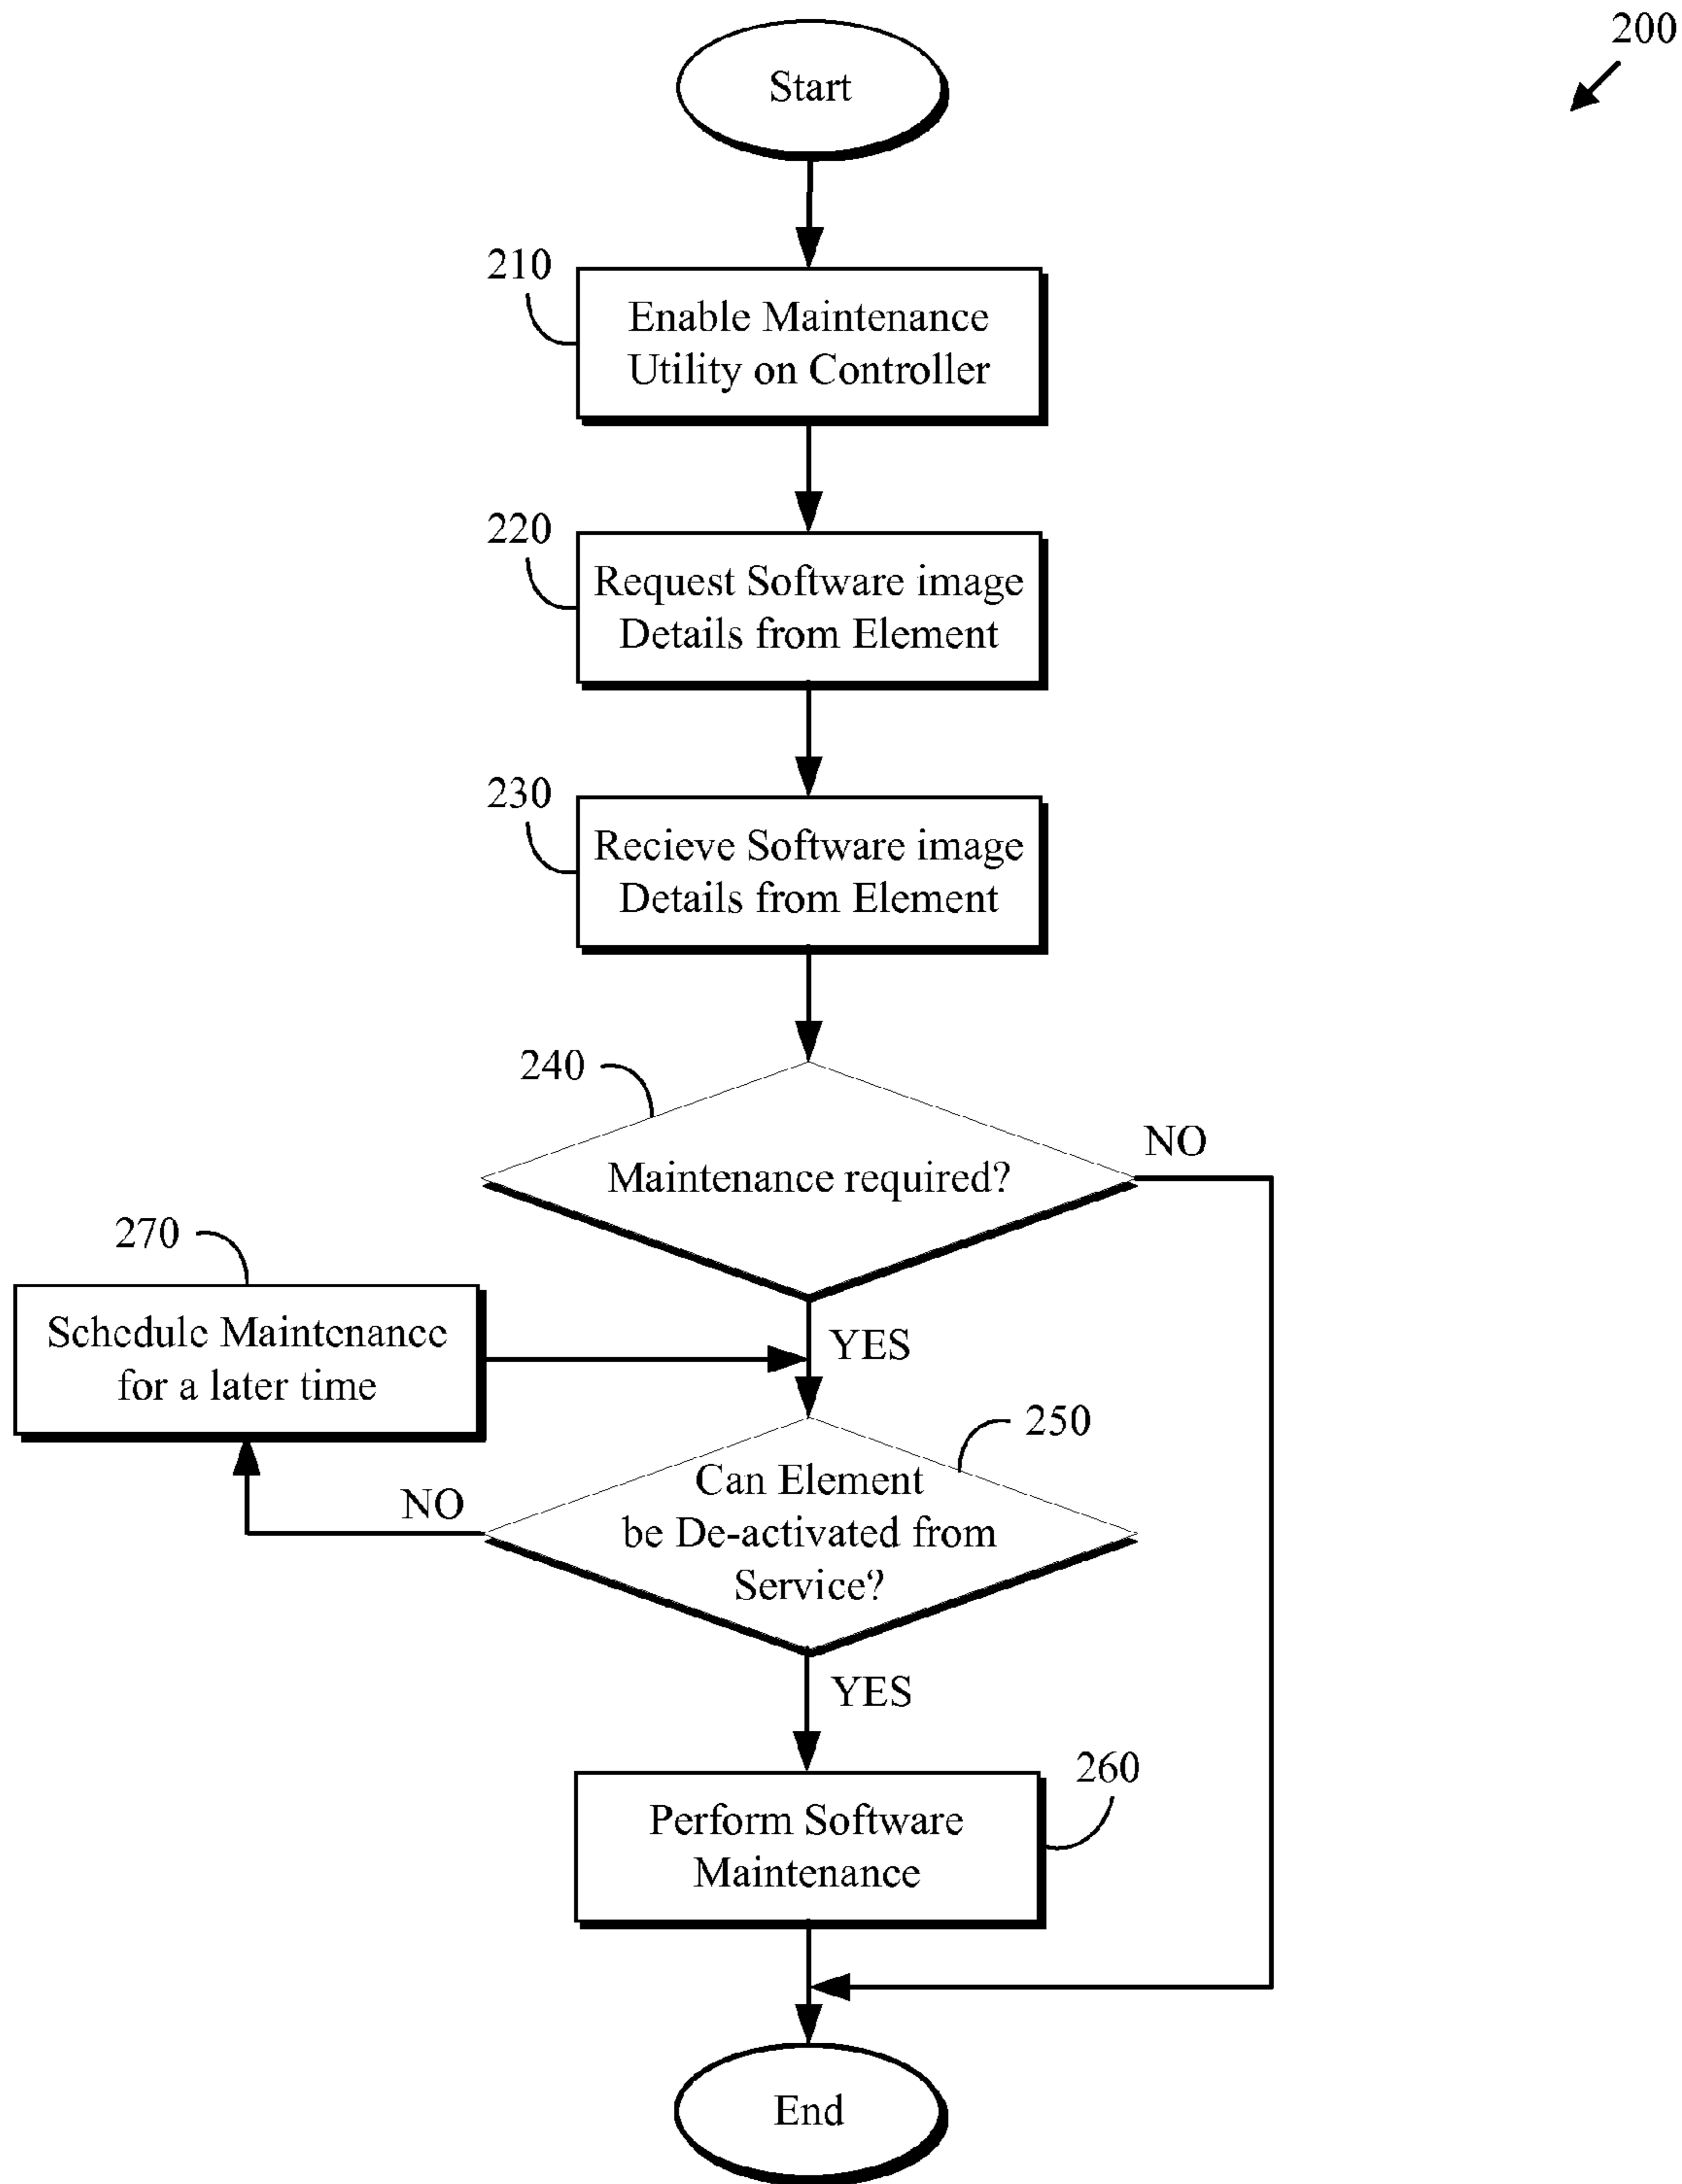 200
Start
210
Enable Maintenance
Utility on Controller
220
Request Software image
Details from Element
230
Recieve Software image
Details from Element
240
Maintenance required?
NO
YES
270
Schedule Maintenance
for a later time
250
Can Element
be De-activated from
Service?
NO
YES
260
Perform Software
Maintenance
End